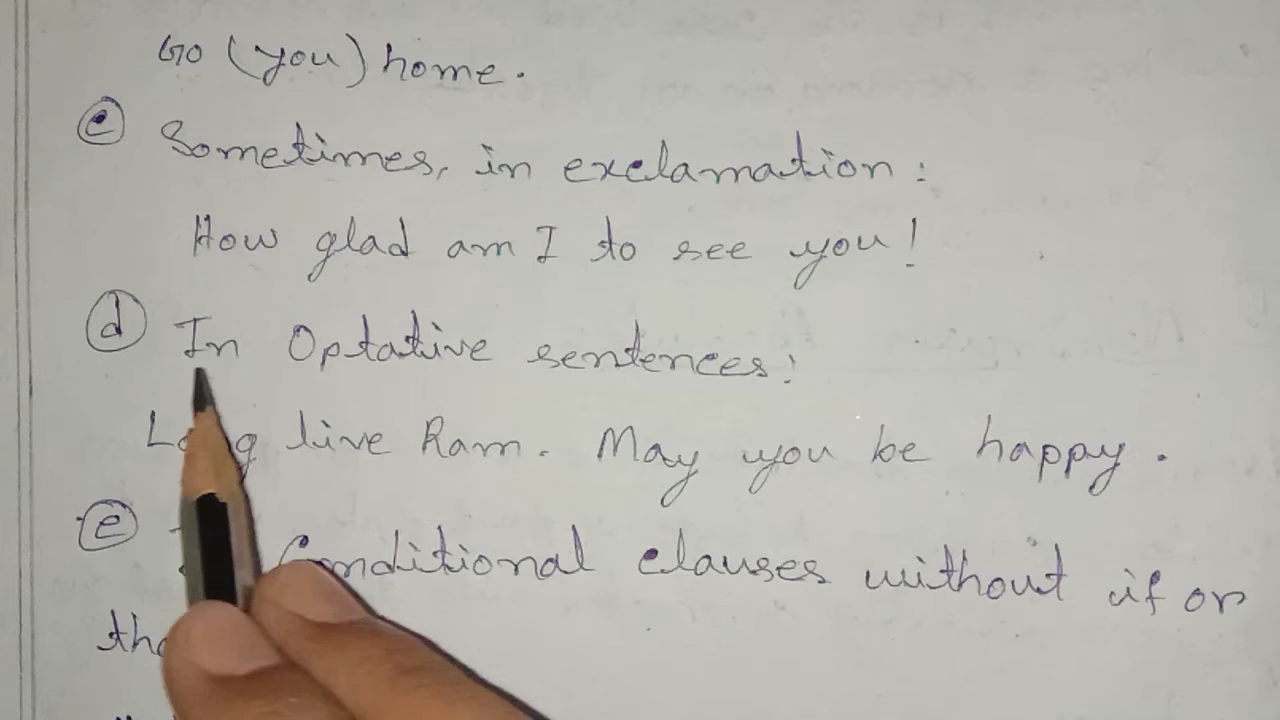 Go (you) home.
(c) Sometimes, in exclamation:
How glad am I to see you!
(d) In Optative sentences:
live Ram. May you be happy.
(e) Conditional clauses without if or